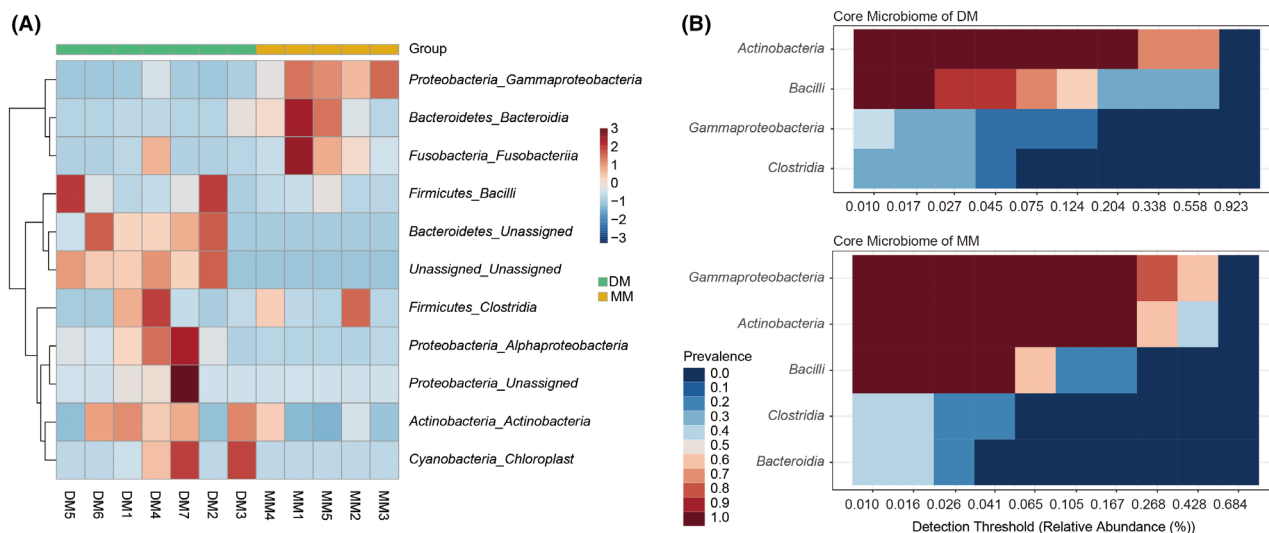 (A)
Group
Proteobacteria_Gammaproteobacteria
Bacteroidetes_Bacteroidia
Fusobacteria_Fusobacteriia
Firmicutes_Bacilli
Bacteroidetes_Unassigned
Unassigned_Unassigned
Firmicutes_Clostridia
Proteobacteria_Alphaproteobacteria
Proteobacteria_Unassigned
Actinobacteria_Actinobacteria
Cyanobacteria_Chloroplast
DM5 DM6 DM1 DM4 DM7 DM2 DM3 MM4 MM1 MM5 MM2 MM3
3
2
1
0
−1
−2
−3
DM
MM
(B)
Core Microbiome of DM
Actinobacteria
Bacilli
Gammaproteobacteria
Clostridia
0.010 0.017 0.027 0.045 0.075 0.124 0.204 0.338 0.558 0.923
Core Microbiome of MM
Gammaproteobacteria
Actinobacteria
Bacilli
Clostridia
Bacteroidia
0.010 0.016 0.026 0.041 0.065 0.105 0.167 0.268 0.428 0.684
Detection Threshold (Relative Abundance (%))
Prevalence
0.0
0.1
0.2
0.3
0.4
0.5
0.6
0.7
0.8
0.9
1.0